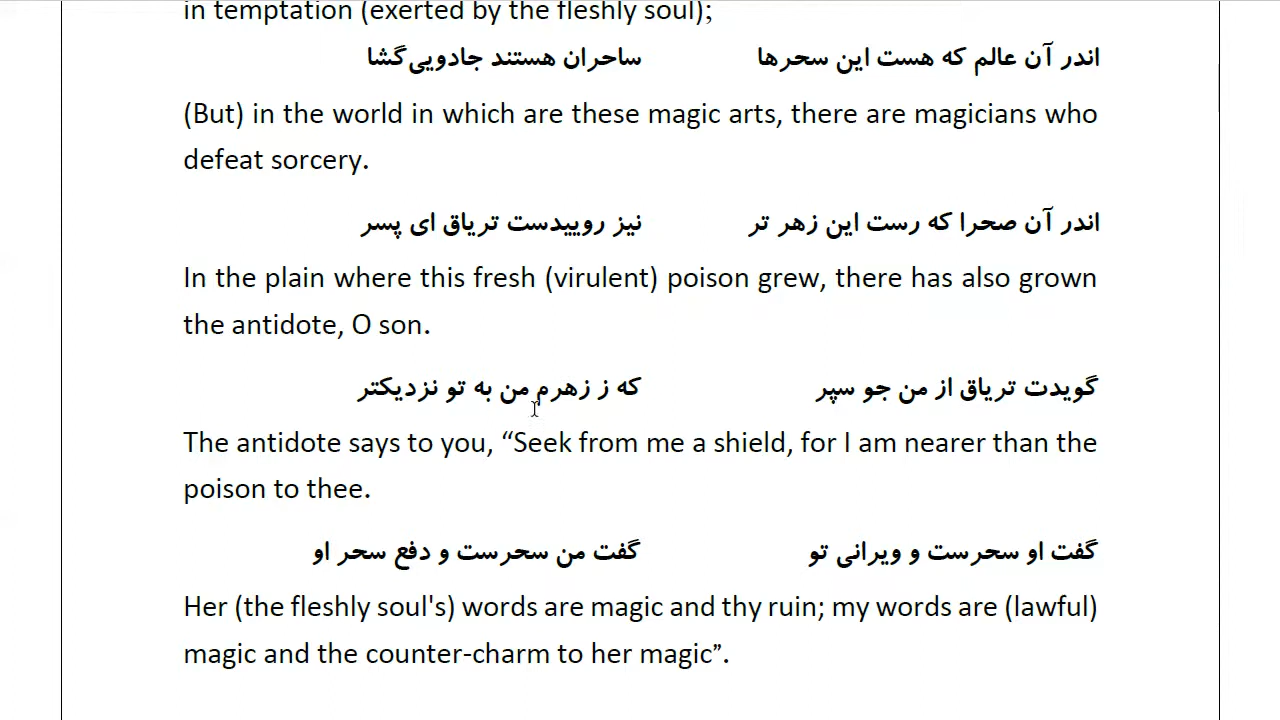 in temptation (exerted by the fleshly soul);
اندر آن عالم که هست این سحرها ساحران هستند جادویی‌گشا
(But) in the world in which are these magic arts, there are magicians who
defeat sorcery.
اندر آن صحرا که رست این زهر تر نیز روییدست تریاق ای پسر
In the plain where this fresh (virulent) poison grew, there has also grown
the antidote, O son.
گویدت تریاق از من جو سپر که ز زهرم من به تو نزدیکتر
The antidote says to you, “Seek from me a shield, for I am nearer than the
poison to thee.
گفت او سحرست و ویرانی تو گفت من سحرست و دفع سحر او
Her (the fleshly soul's) words are magic and thy ruin; my words are (lawful)
magic and the counter-charm to her magic”.